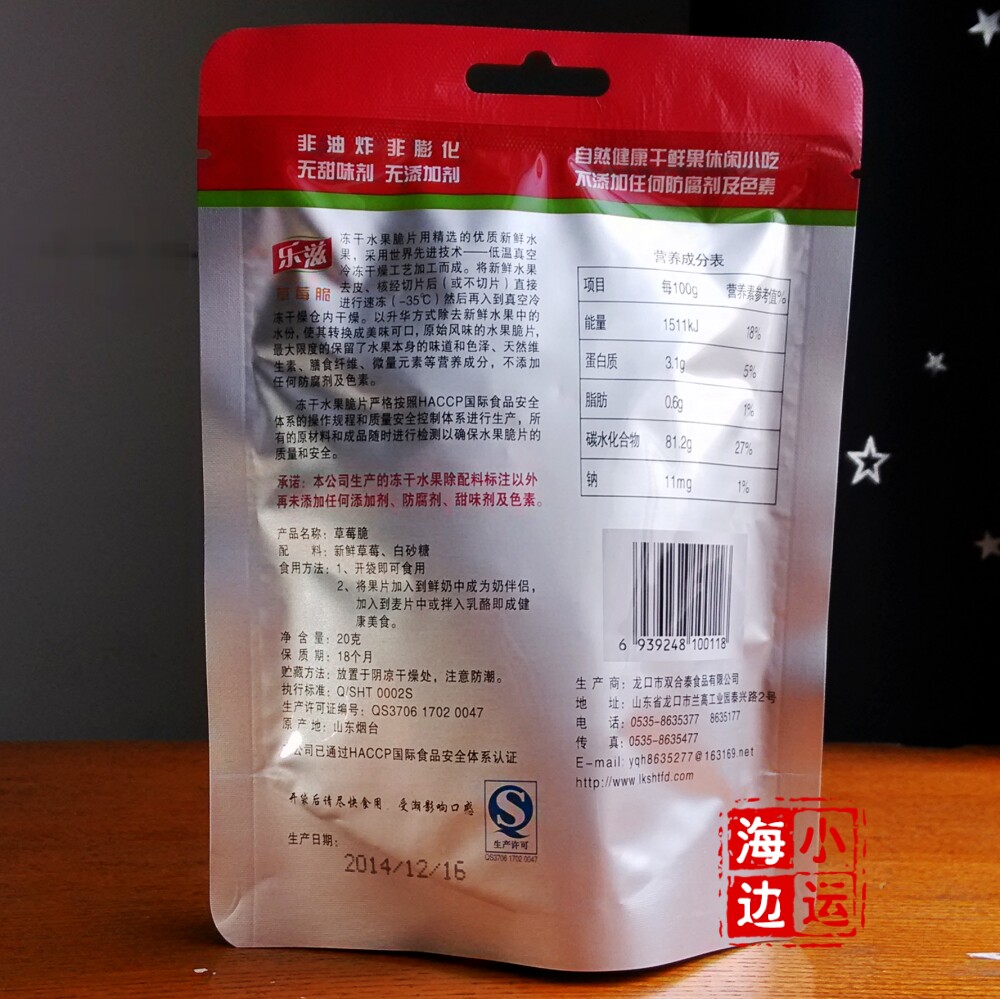 非油炸 非膨化
无甜味剂 无添加剂
自然健康干鲜果休闲小吃
不添加任何防腐剂及色素
乐滋
草莓脆
冻干水果脆片用精选的优质新鲜水
果，采用世界先进技术——低温真空
冷冻干燥工艺加工而成。将新鲜水果
去皮、核经切片后（或不切片）直接
进行速冻（-35℃）然后再入到真空冷
冻干燥仓内干燥。以升华方式除去新鲜水果中的
水份，使其转换成美味可口，原始风味的水果脆片，
最大限度的保留了水果本身的味道和色泽、天然维
生素、膳食纤维、微量元素等营养成分，不添加
任何防腐剂及色素。
冻干水果脆片严格按照HACCP国际食品安全
体系的操作规程和质量安全控制体系进行生产，所
有的原材料和成品随时进行检测以确保水果脆片的
质量和安全。
承诺：本公司生产的冻干水果除配料标注以外
再未添加任何添加剂、防腐剂、甜味剂及色素。
产品名称：草莓脆
配 料：新鲜草莓、白砂糖
食用方法：1、开袋即可食用
2、将果片加入到鲜奶中成为奶伴侣，
加入到麦片中或拌入乳酪即成健
康美食。
净含量：20克
保质期：18个月
贮藏方法：放置于阴凉干燥处，注意防潮。
执行标准：Q/SHT 0002S
生产许可证编号：QS3706 1702 0047
原产地：山东烟台
公司已通过HACCP国际食品安全体系认证
开袋后请尽快食用，受潮影响口感
生产日期：
2014/12/16
生产许可
QS3706 1702 0047
营养成分表
项目 每100g 营养素参考值%
能量 1511kJ 18%
蛋白质 3.1g 5%
脂肪 0.6g 1%
碳水化合物 81.2g 27%
钠 11mg 1%
6 939248 100118
生产商：龙口市双合泰食品有限公司
地 址：山东省龙口市兰高工业园泰兴路2号
电 话：0535-8635377 8635177
传 真：0535-8635477
E-mail: yqh8635277@163169.net
http://www.lkshtfd.com
海边
小运